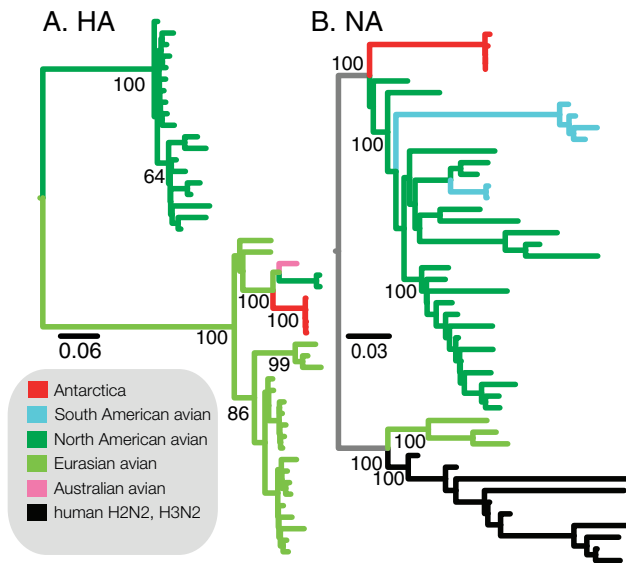 A. HA
B. NA
100
64
100
100
100
99
86
0.06
100
100
100
0.03
100
100
100
Antarctica
South American avian
North American avian
Eurasian avian
Australian avian
human H2N2, H3N2